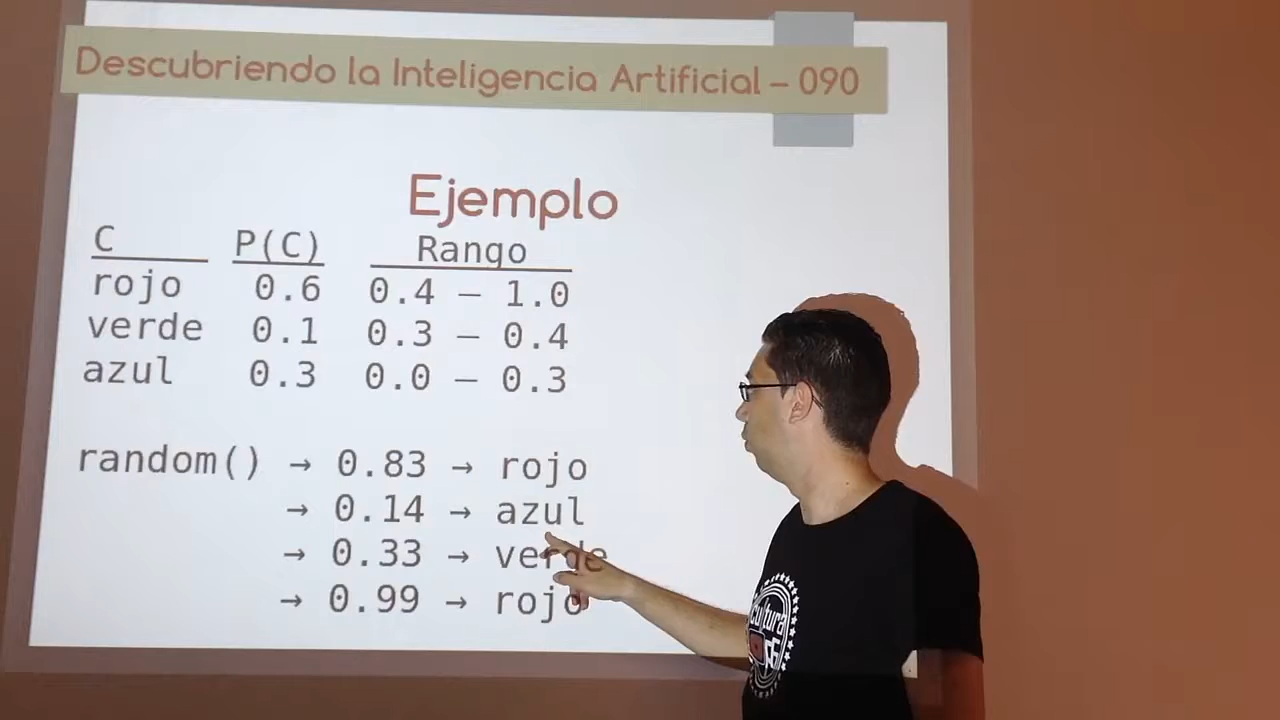 Descubriendo la Inteligencia Artificial – 090
Ejemplo
C P(C) Rango
rojo 0.6 0.4 – 1.0
verde 0.1 0.3 – 0.4
azul 0.3 0.0 – 0.3
random() → 0.83 → rojo
→ 0.14 → azul
→ 0.33 → verde
→ 0.99 → rojo
cultura